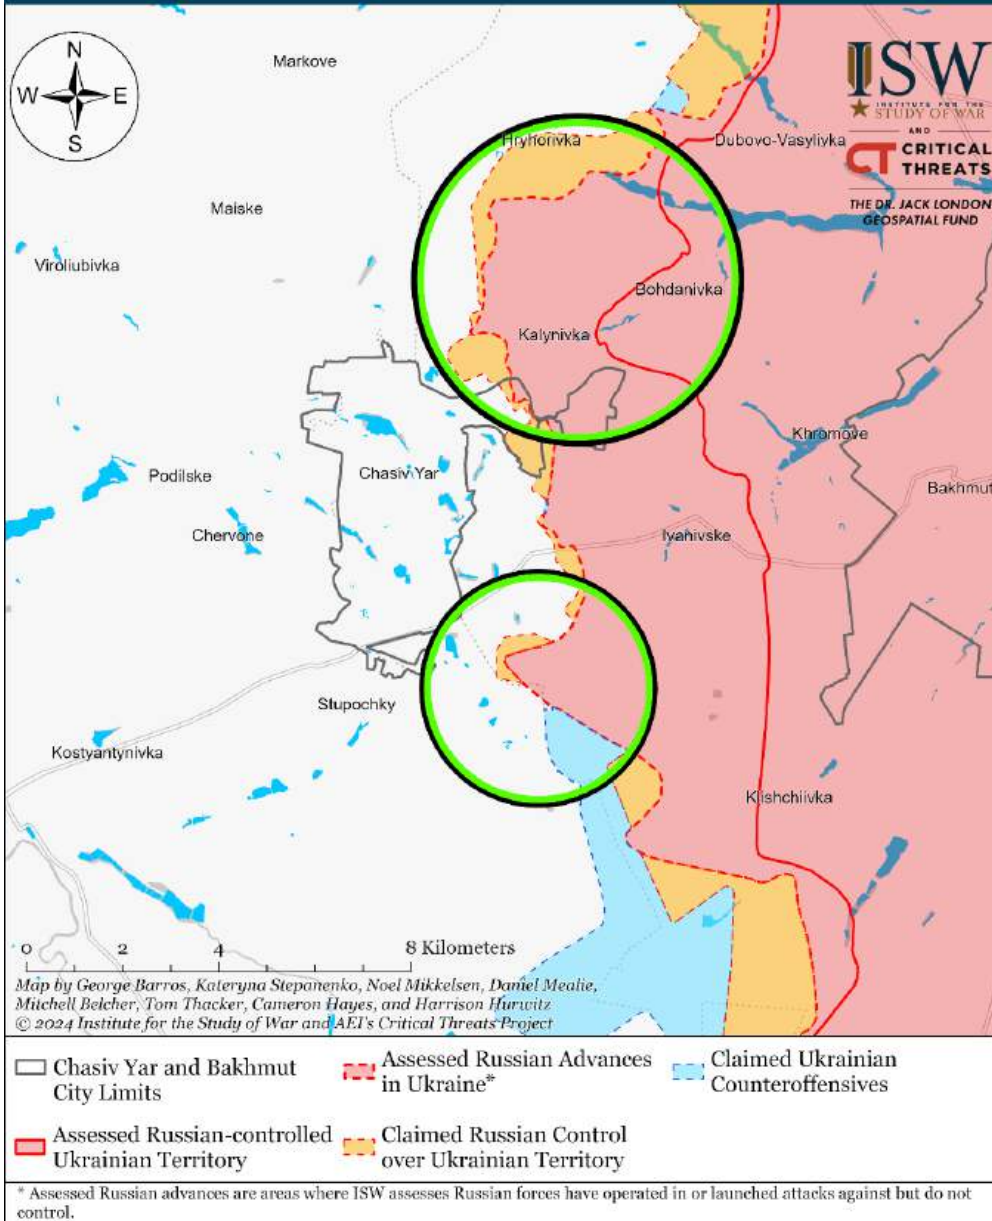 N
W E
S
Markove
ISW
INSTITUTE FOR THE
STUDY OF WAR
AND
CT CRITICAL
THREATS
THE DR. JACK LONDON
GEOSPATIAL FUND
Hryhorivka
Dubovo-Vasylivka
Maiske
Viroliubivka
Bohdanivka
Kalynivka
Khromove
Podilske
Chasiv Yar
Bakhmut
Chervone
Ivanivske
Stupochky
Kostyantynivka
Klishchiivka
0 2 4 8 Kilometers
Map by George Barros, Kateryna Stepanenko, Noel Mikkelsen, Daniel Mealie,
Mitchell Belcher, Tom Thacker, Cameron Hayes, and Harrison Hurwitz
© 2024 Institute for the Study of War and AEI's Critical Threats Project
Chasiv Yar and Bakhmut
City Limits
Assessed Russian Advances
in Ukraine*
Claimed Ukrainian
Counteroffensives
Assessed Russian-controlled
Ukrainian Territory
Claimed Russian Control
over Ukrainian Territory
* Assessed Russian advances are areas where ISW assesses Russian forces have operated in or launched attacks against but do not
control.